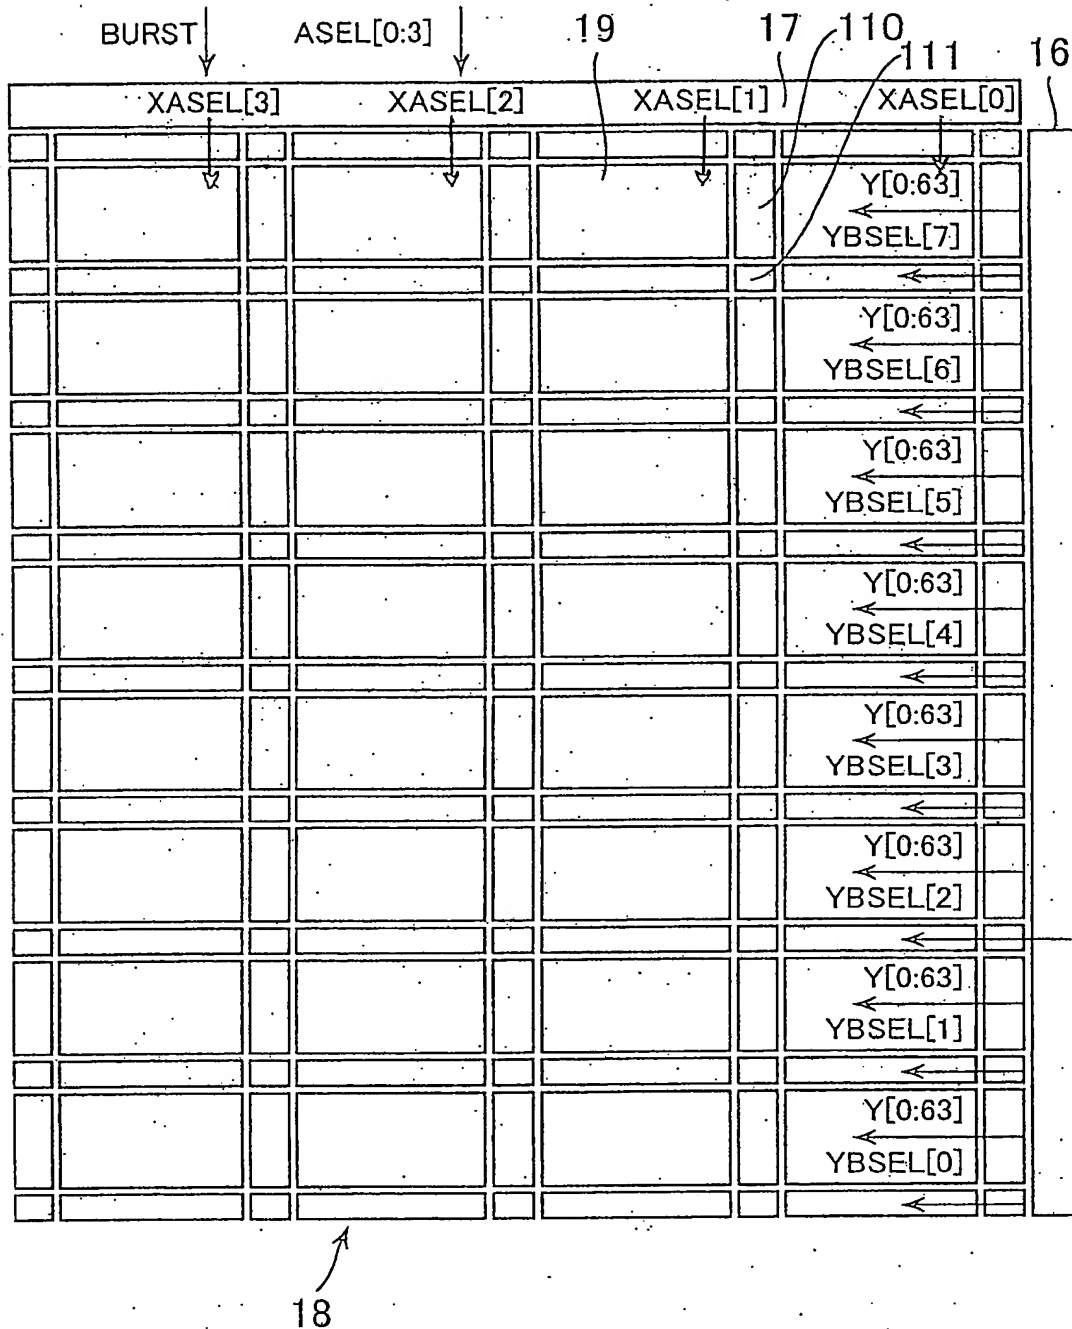 BURST ASEL[0:3] 19 17 110
111 16
XASEL[3] XASEL[2] XASEL[1] XASEL[0]
Y[0:63]
YBSEL[7]
Y[0:63]
YBSEL[6]
Y[0:63]
YBSEL[5]
Y[0:63]
YBSEL[4]
Y[0:63]
YBSEL[3]
Y[0:63]
YBSEL[2]
Y[0:63]
YBSEL[1]
Y[0:63]
YBSEL[0]
18